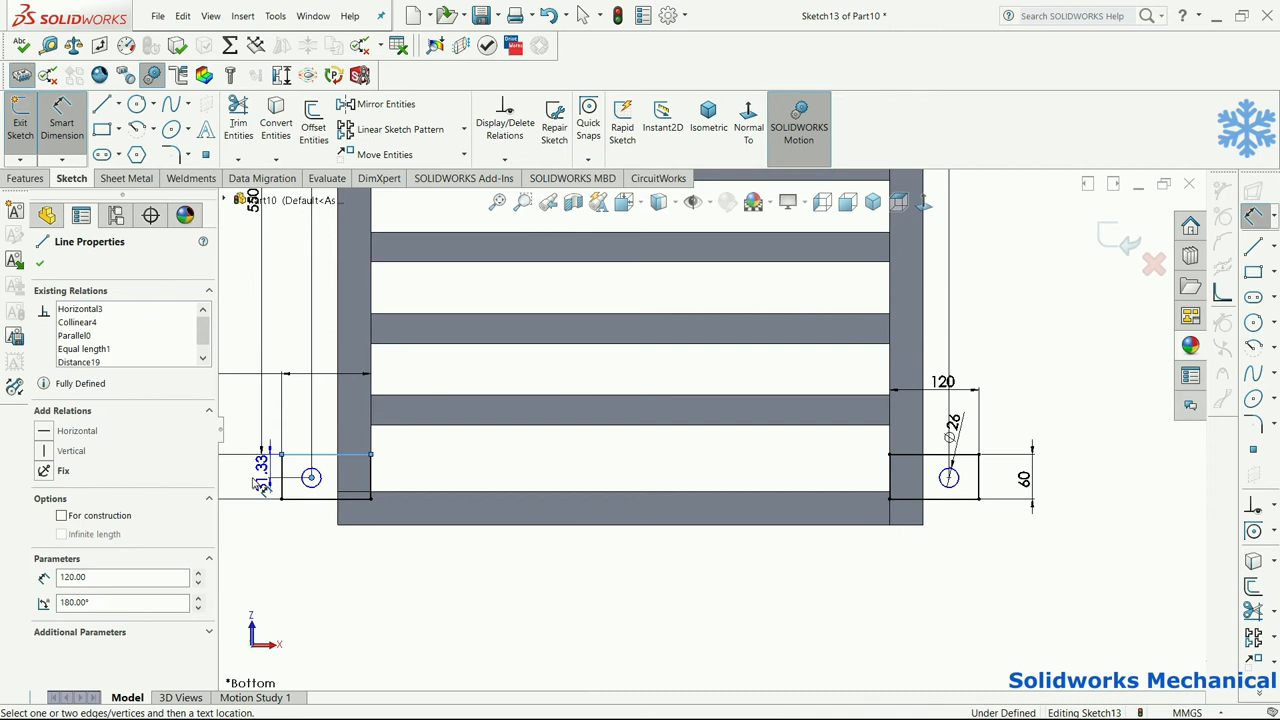 SOLIDWORKS
File Edit View Insert Tools Window Help
Sketch13 of Part10 *
Search SOLIDWORKS Help
Exit Sketch
Smart Dimension
Trim Entities
Convert Entities
Offset Entities
Mirror Entities
Linear Sketch Pattern
Move Entities
Display/Delete Relations
Repair Sketch
Quick Snaps
Rapid Sketch
Instant2D
Isometric
Normal To
SOLIDWORKS Motion
Features Sketch Sheet Metal Weldments Data Migration Evaluate DimXpert SOLIDWORKS Add-Ins SOLIDWORKS MBD CircuitWorks
Part10 (Default<As...
Line Properties
Existing Relations
Horizontal3
Collinear4
Parallel0
Equal length1
Distance19
Fully Defined
Add Relations
Horizontal
Vertical
Fix
Options
For construction
Infinite length
Parameters
120.00
180.00°
Additional Parameters
550
31.33
120
⌀26
60
Z
X
*Bottom
Solidworks Mechanical
Model 3D Views Motion Study 1
Select one or two edges/vertices and then a text location.
Under Defined Editing Sketch13 MMGS